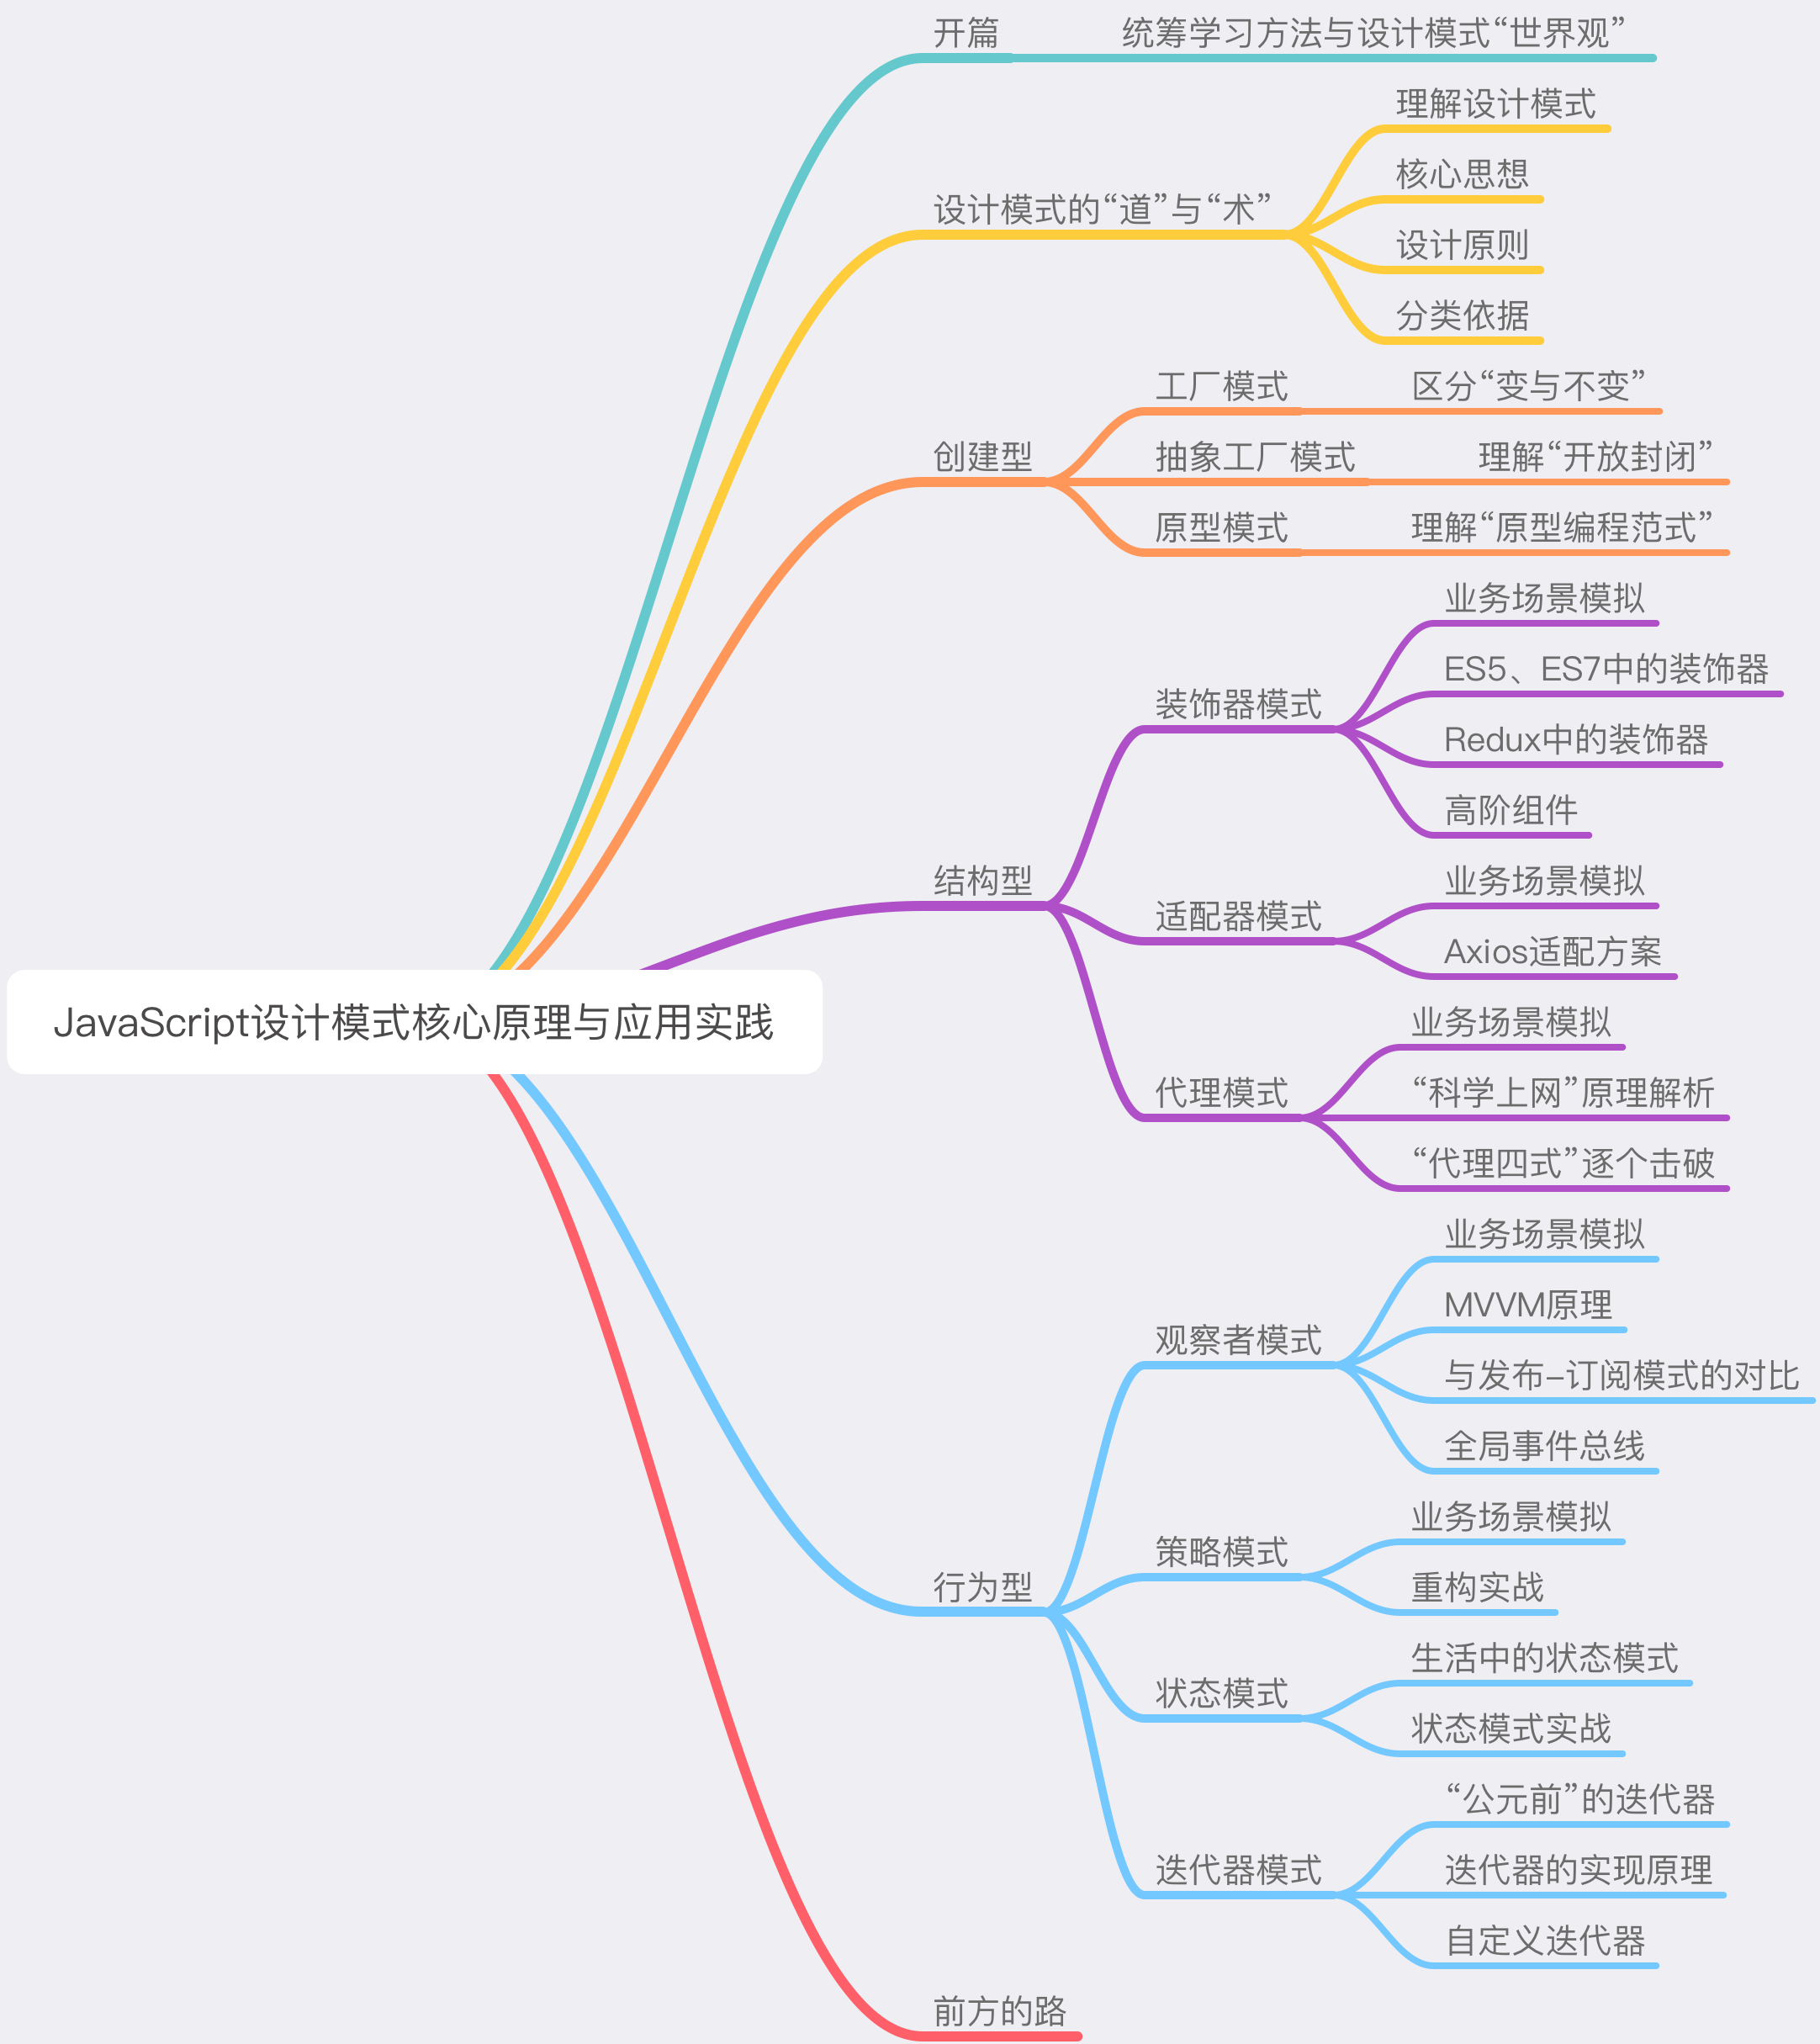 JavaScript设计模式核心原理与应用实践
开篇
统筹学习方法与设计模式“世界观”
设计模式的“道”与“术”
理解设计模式
核心思想
设计原则
分类依据
创建型
工厂模式
区分“变与不变”
抽象工厂模式
理解“开放封闭”
原型模式
理解“原型编程范式”
结构型
装饰器模式
业务场景模拟
ES5、ES7中的装饰器
Redux中的装饰器
高阶组件
适配器模式
业务场景模拟
Axios适配方案
代理模式
业务场景模拟
“科学上网”原理解析
“代理四式”逐个击破
行为型
观察者模式
业务场景模拟
MVVM原理
与发布-订阅模式的对比
全局事件总线
策略模式
业务场景模拟
重构实战
状态模式
生活中的状态模式
状态模式实战
迭代器模式
“公元前”的迭代器
迭代器的实现原理
自定义迭代器
前方的路